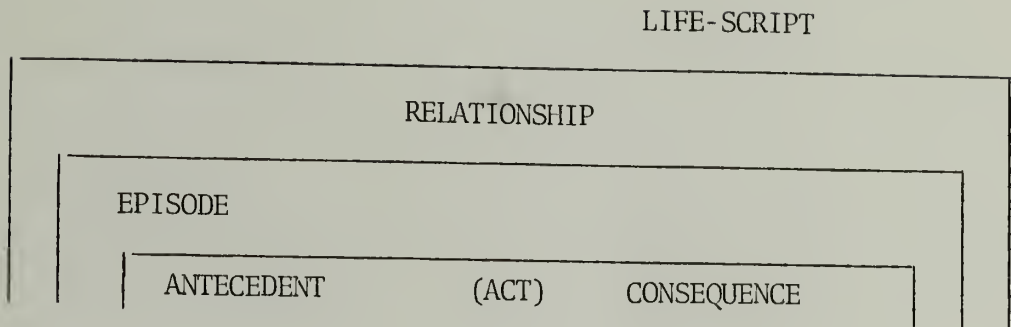 LIFE-SCRIPT
RELATIONSHIP
EPISODE
ANTECEDENT (ACT) CONSEQUENCE